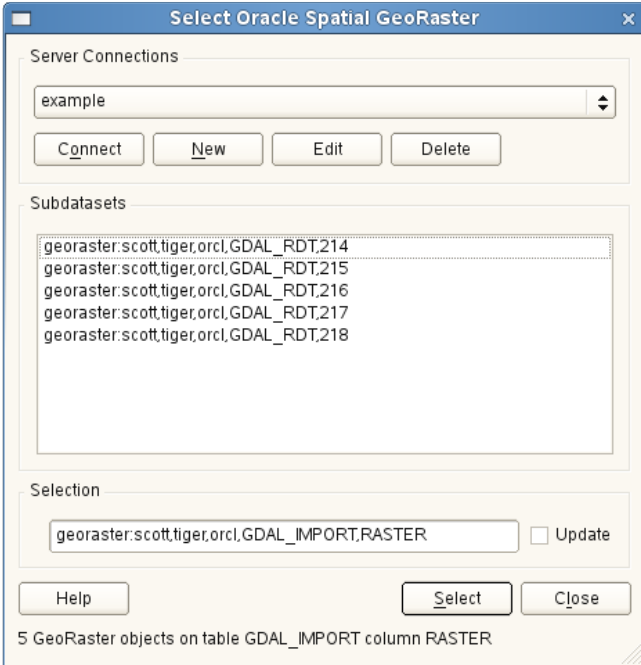 Select Oracle Spatial GeoRaster
Server Connections
example
Connect New Edit Delete
Subdatasets
georaster:scott,tiger,orcl,GDAL_RDT,214
georaster:scott,tiger,orcl,GDAL_RDT,215
georaster:scott,tiger,orcl,GDAL_RDT,216
georaster:scott,tiger,orcl,GDAL_RDT,217
georaster:scott,tiger,orcl,GDAL_RDT,218
Selection
georaster:scott,tiger,orcl,GDAL_IMPORT,RASTER Update
Help Select Close
5 GeoRaster objects on table GDAL_IMPORT column RASTER